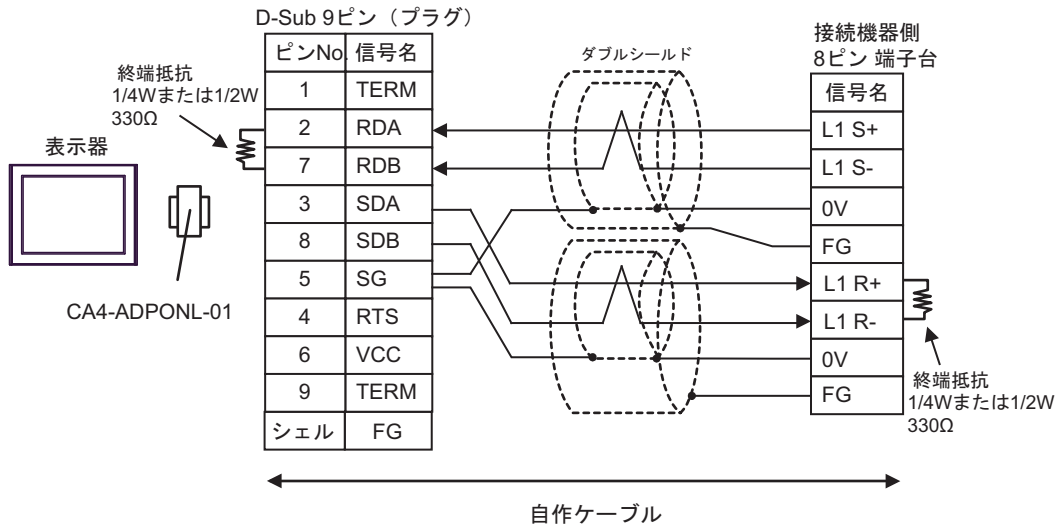 D-Sub 9ピン（プラグ）
ピンNo. 信号名
1 TERM
2 RDA
7 RDB
3 SDA
8 SDB
5 SG
4 RTS
6 VCC
9 TERM
シェル FG
終端抵抗
1/4Wまたは1/2W
330Ω
表示器
CA4-ADPONL-01
ダブルシールド
接続機器側
8ピン 端子台
信号名
L1 S+
L1 S-
0V
FG
L1 R+
L1 R-
0V
FG
終端抵抗
1/4Wまたは1/2W
330Ω
自作ケーブル